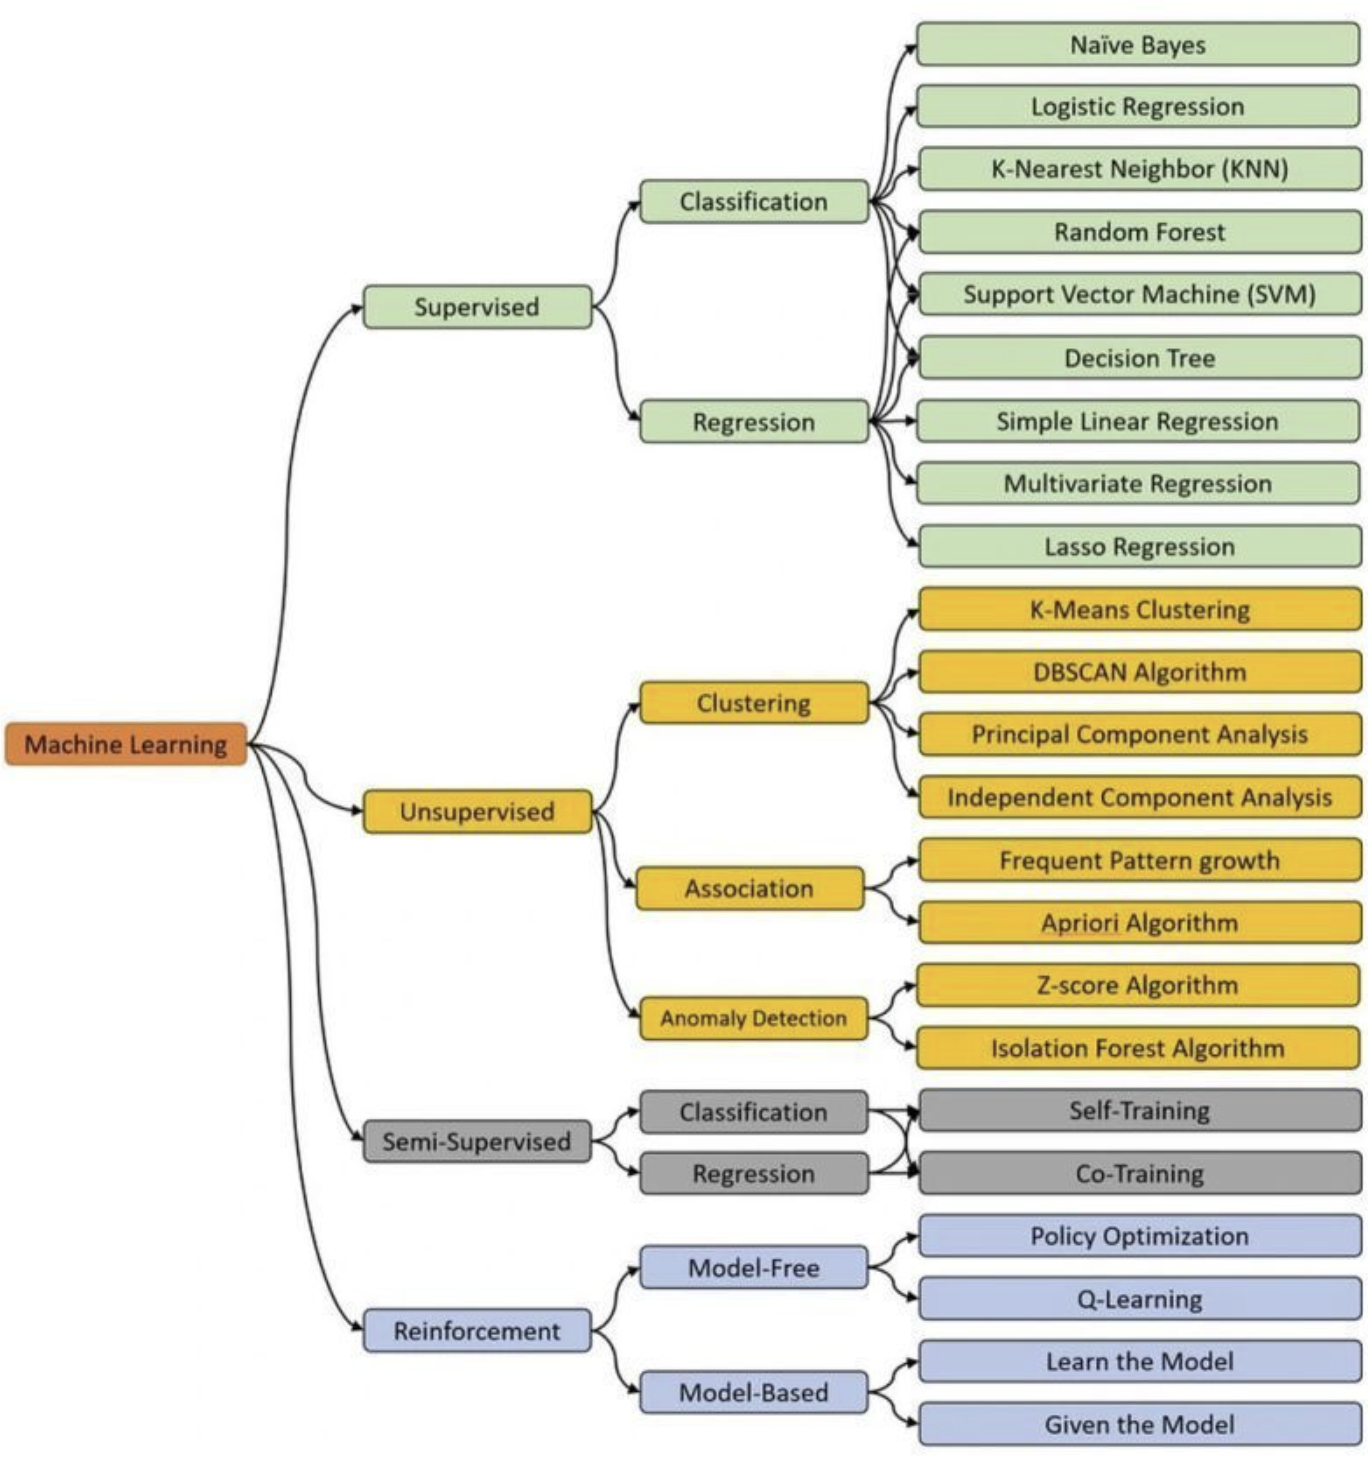 Naïve Bayes
Logistic Regression
K-Nearest Neighbor (KNN)
Classification
Random Forest
Support Vector Machine (SVM)
Supervised
Decision Tree
Regression
Simple Linear Regression
Multivariate Regression
Lasso Regression
K-Means Clustering
DBSCAN Algorithm
Clustering
Principal Component Analysis
Machine Learning
Independent Component Analysis
Unsupervised
Frequent Pattern growth
Association
Apriori Algorithm
Z-score Algorithm
Anomaly Detection
Isolation Forest Algorithm
Classification
Self-Training
Semi-Supervised
Regression
Co-Training
Policy Optimization
Model-Free
Q-Learning
Reinforcement
Learn the Model
Model-Based
Given the Model